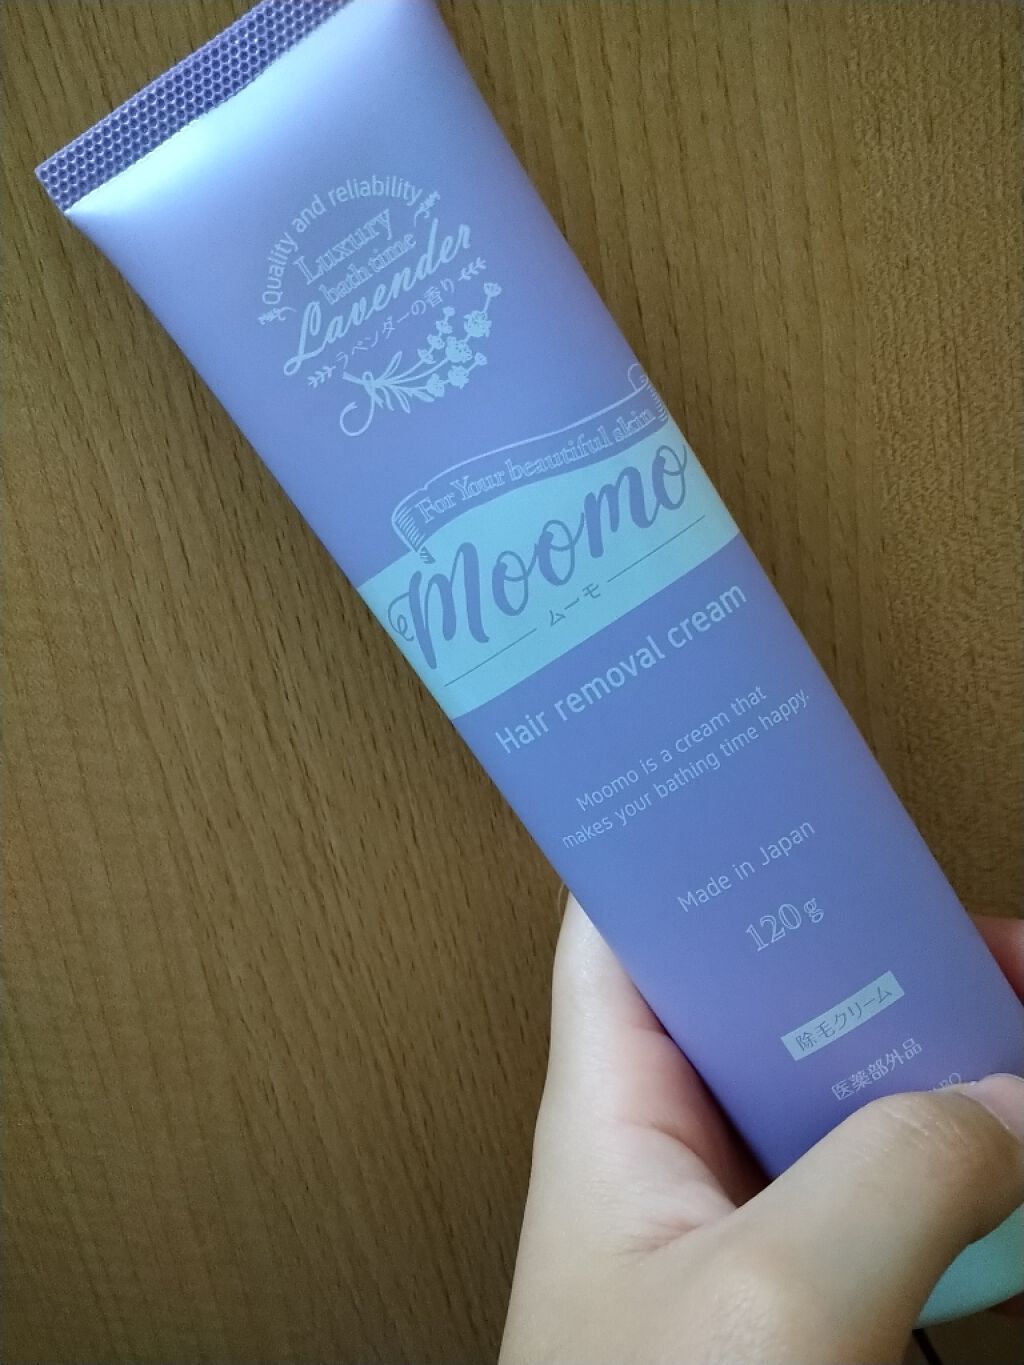 Quality and reliability
Luxury
bath time
Lavender
ラベンダーの香り
For Your beautiful skin
Moomo
ムーモ
Hair removal cream
Moomo is a cream that
makes your bathing time happy.
Made in Japan
120g
除毛クリーム
医薬部外品